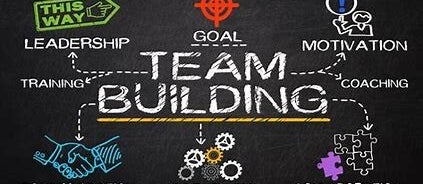 THIS
WAY
GOAL
LEADERSHIP
MOTIVATION
TEAM
TRAINING
COACHING
BUILDING